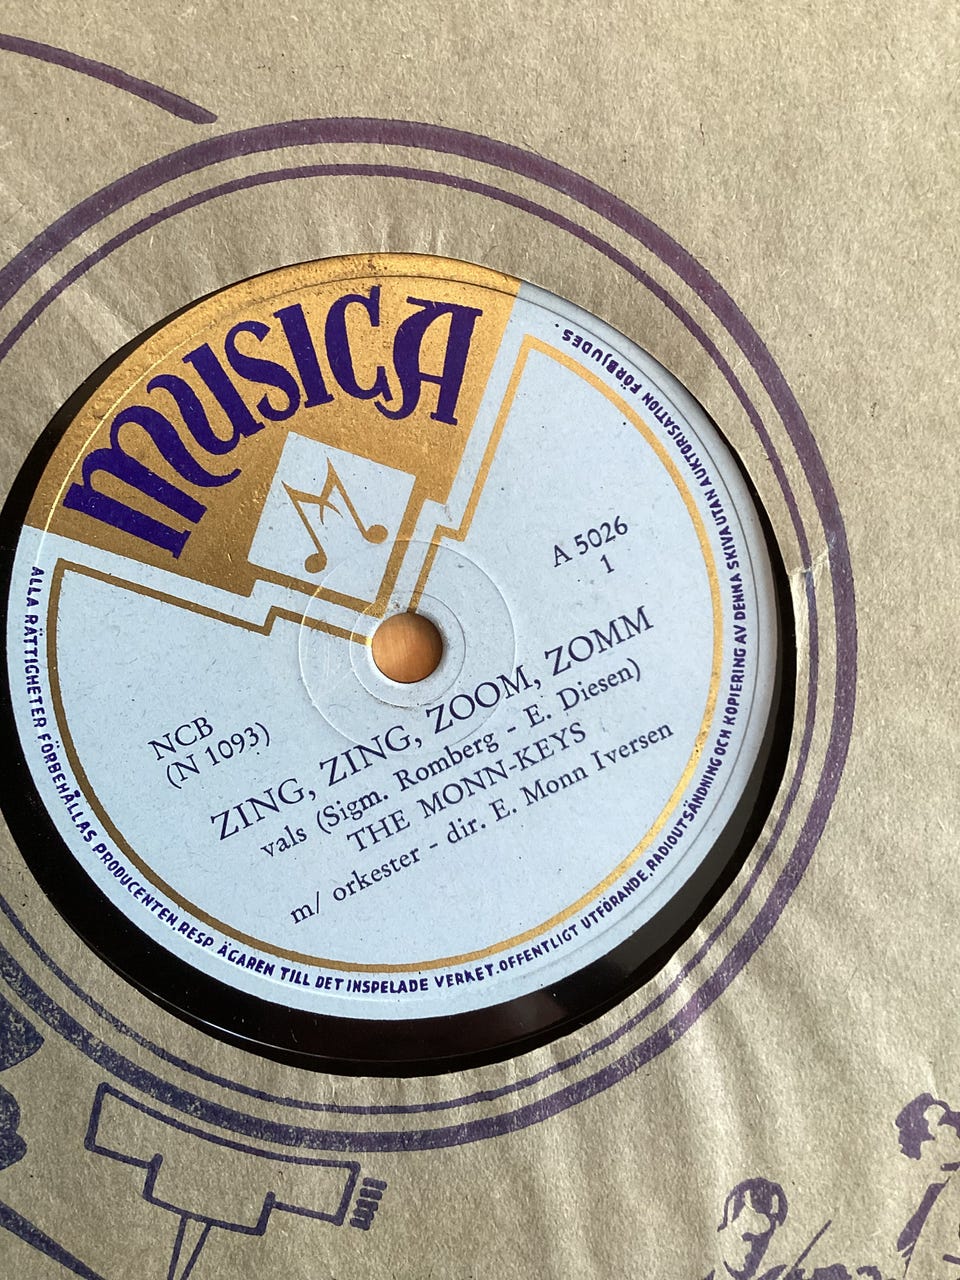 MUSICA
A 5026
1
NCB
(N 1093)
ZING, ZING, ZOOM, ZOMM
vals (Sigm. Romberg - E. Diesen)
THE MONN-KEYS
m/ orkester - dir. E. Monn Iversen
ALLA RÄTTIGHETER FÖRBEHÅLLAS PRODUCENTEN, RESP. ÄGAREN TILL DET INSPELADE VERKET. OFFENTLIGT UTFÖRANDE, RADIOUTSÄNDNING OCH KOPIERING AV DENNA SKIVA UTAN AUKTORISATION FÖRBJUDES.